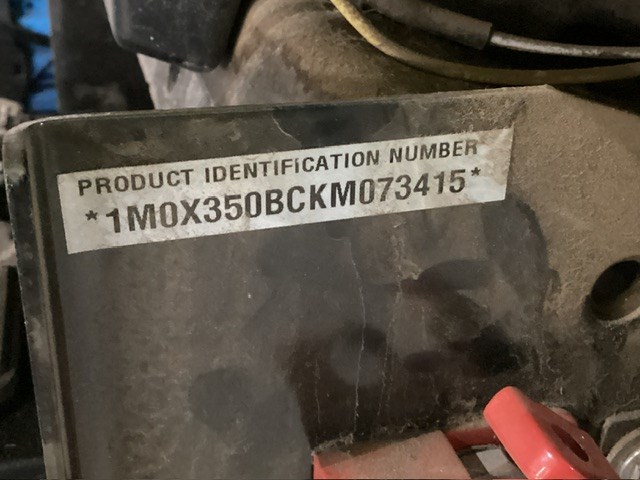 PRODUCT IDENTIFICATION NUMBER
*1M0X350BCKM073415*